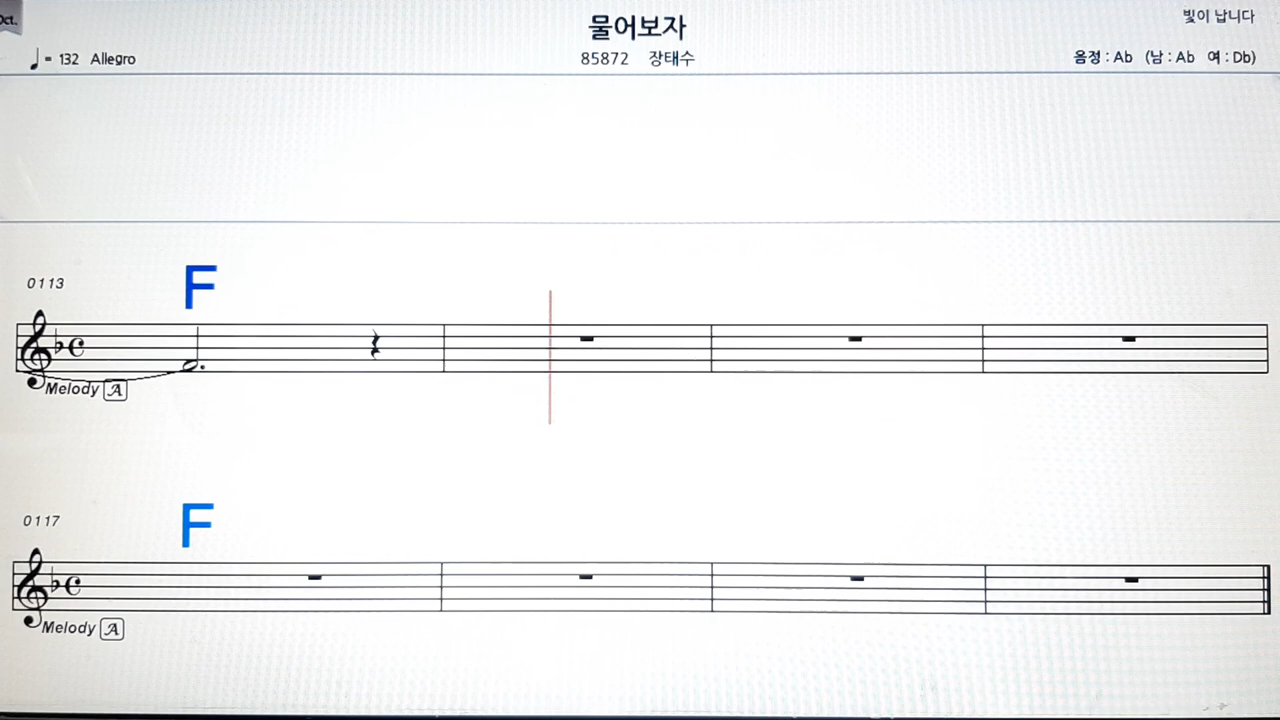 Oct.
물어보자
빛이 납니다
♩ = 132 Allegro
85872 장태수
음정 : Ab (남 : Ab 여 : Db)
0113
F
Melody A
0117
F
Melody A